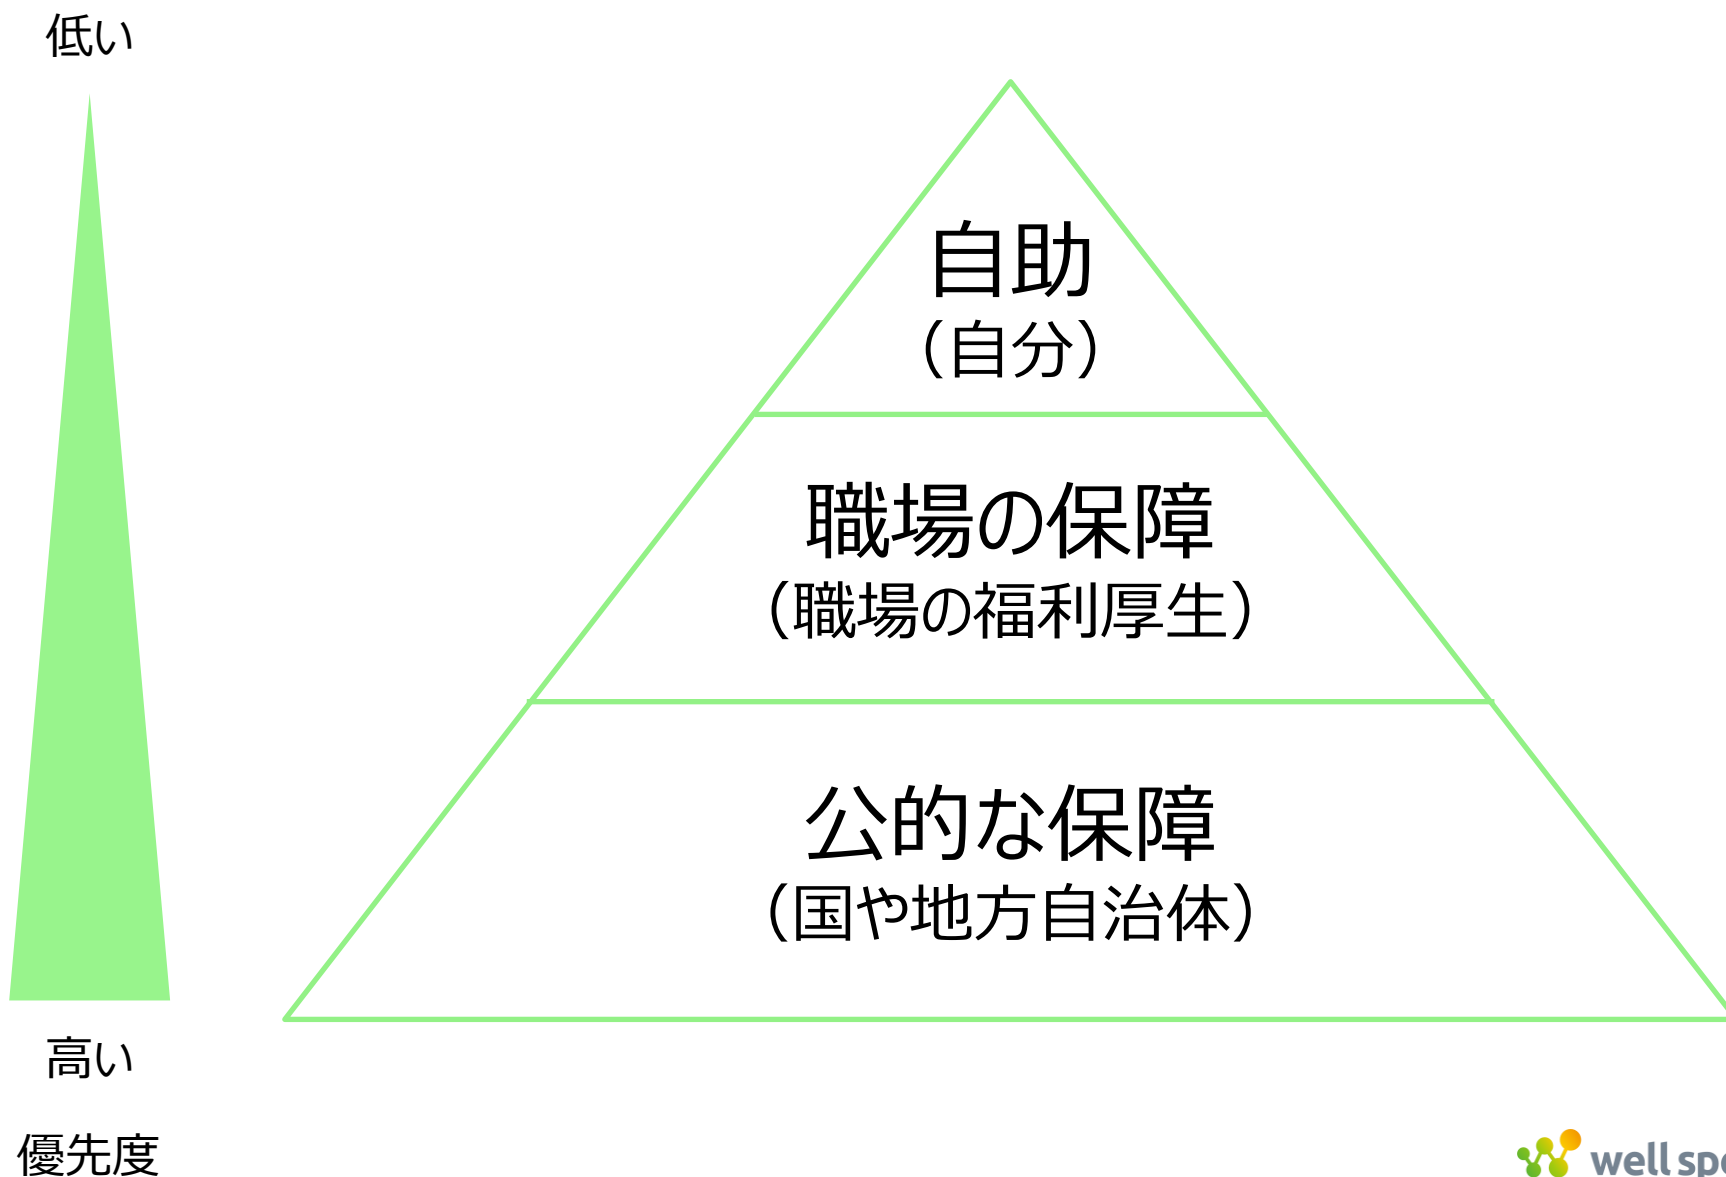 低い
自助
（自分）
職場の保障
（職場の福利厚生）
公的な保障
（国や地方自治体）
高い
優先度
well